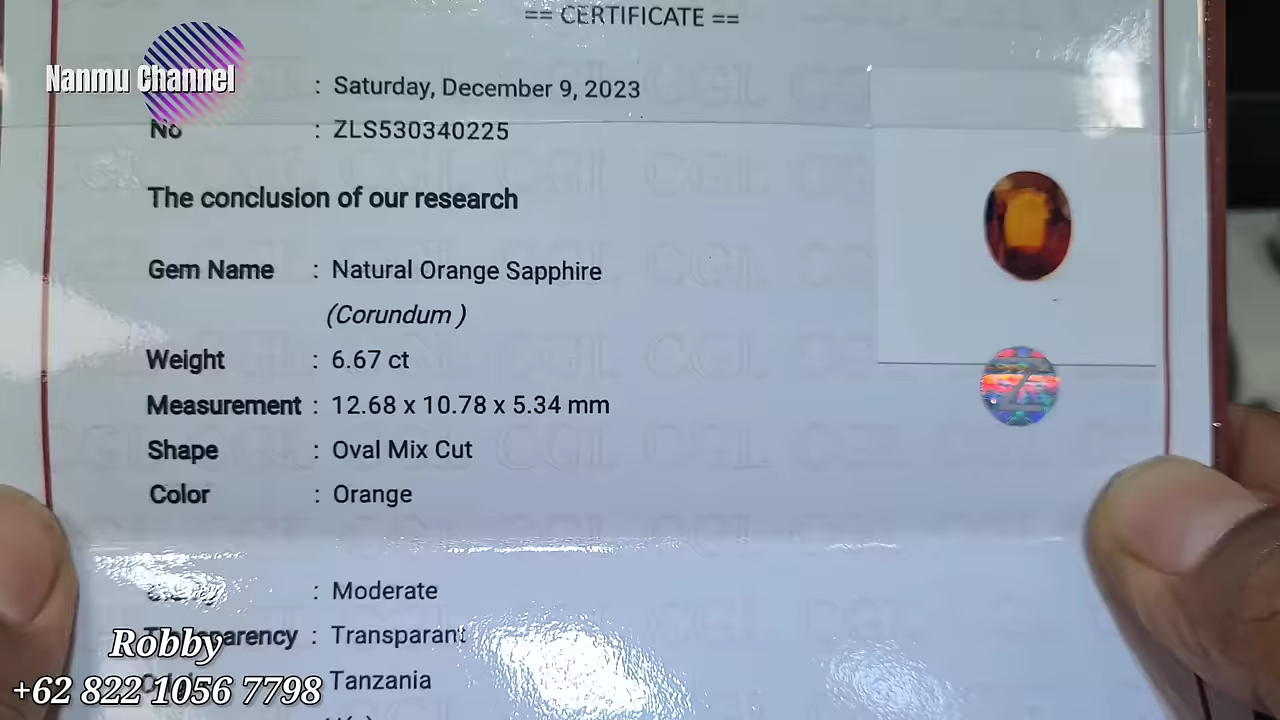 == CERTIFICATE ==
Nanmu Channel
: Saturday, December 9, 2023
No : ZLS530340225
The conclusion of our research
Gem Name : Natural Orange Sapphire
(Corundum )
Weight : 6.67 ct
Measurement : 12.68 x 10.78 x 5.34 mm
Shape : Oval Mix Cut
Color : Orange
: Moderate
: Transparant
Robby
Tanzania
+62 822 1056 7798